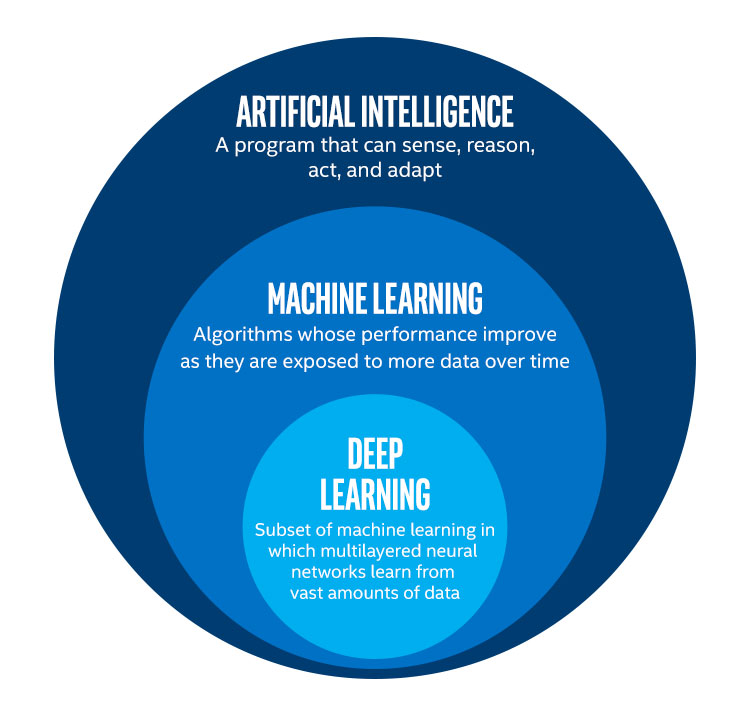 ARTIFICIAL INTELLIGENCE
A program that can sense, reason,
act, and adapt
MACHINE LEARNING
Algorithms whose performance improve
as they are exposed to more data over time
DEEP
LEARNING
Subset of machine learning in
which multilayered neural
networks learn from
vast amounts of data